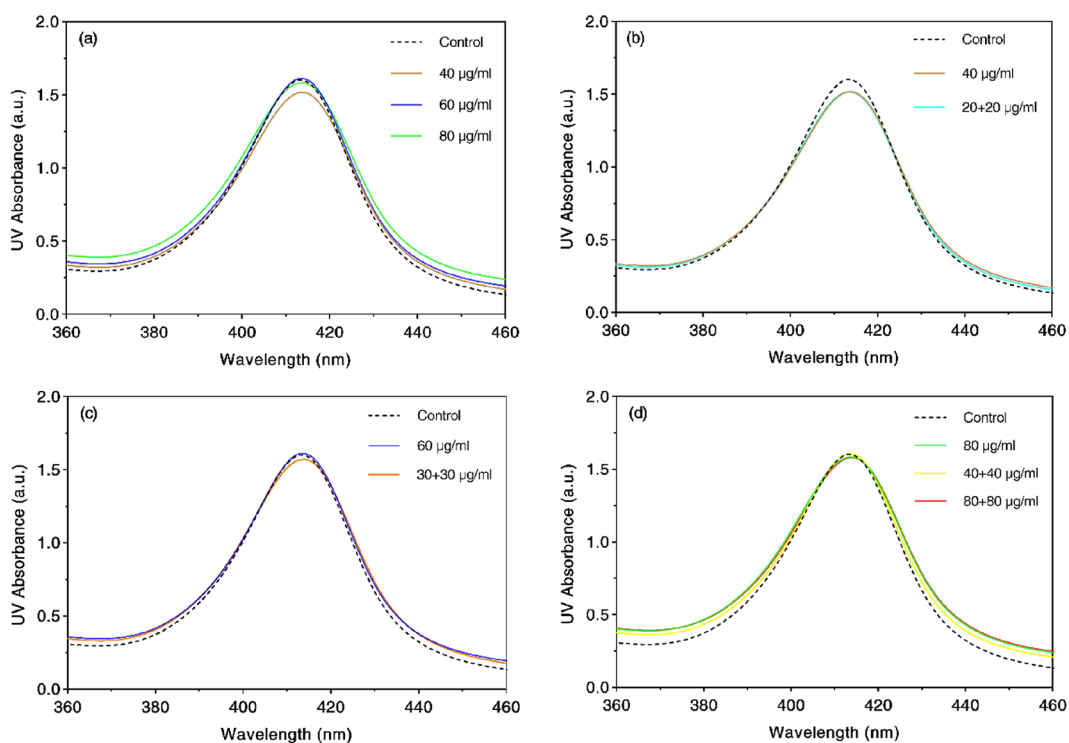 (a)
Control
40 µg/ml
60 µg/ml
80 µg/ml
2.0
1.5
1.0
0.5
0.0
UV Absorbance (a.u.)
360 380 400 420 440 460
Wavelength (nm)
(b)
Control
40 µg/ml
20+20 µg/ml
2.0
1.5
1.0
0.5
0.0
UV Absorbance (a.u.)
360 380 400 420 440 460
Wavelength (nm)
(c)
Control
60 µg/ml
30+30 µg/ml
2.0
1.5
1.0
0.5
0.0
UV Absorbance (a.u.)
360 380 400 420 440 460
Wavelength (nm)
(d)
Control
80 µg/ml
40+40 µg/ml
80+80 µg/ml
2.0
1.5
1.0
0.5
0.0
UV Absorbance (a.u.)
360 380 400 420 440 460
Wavelength (nm)